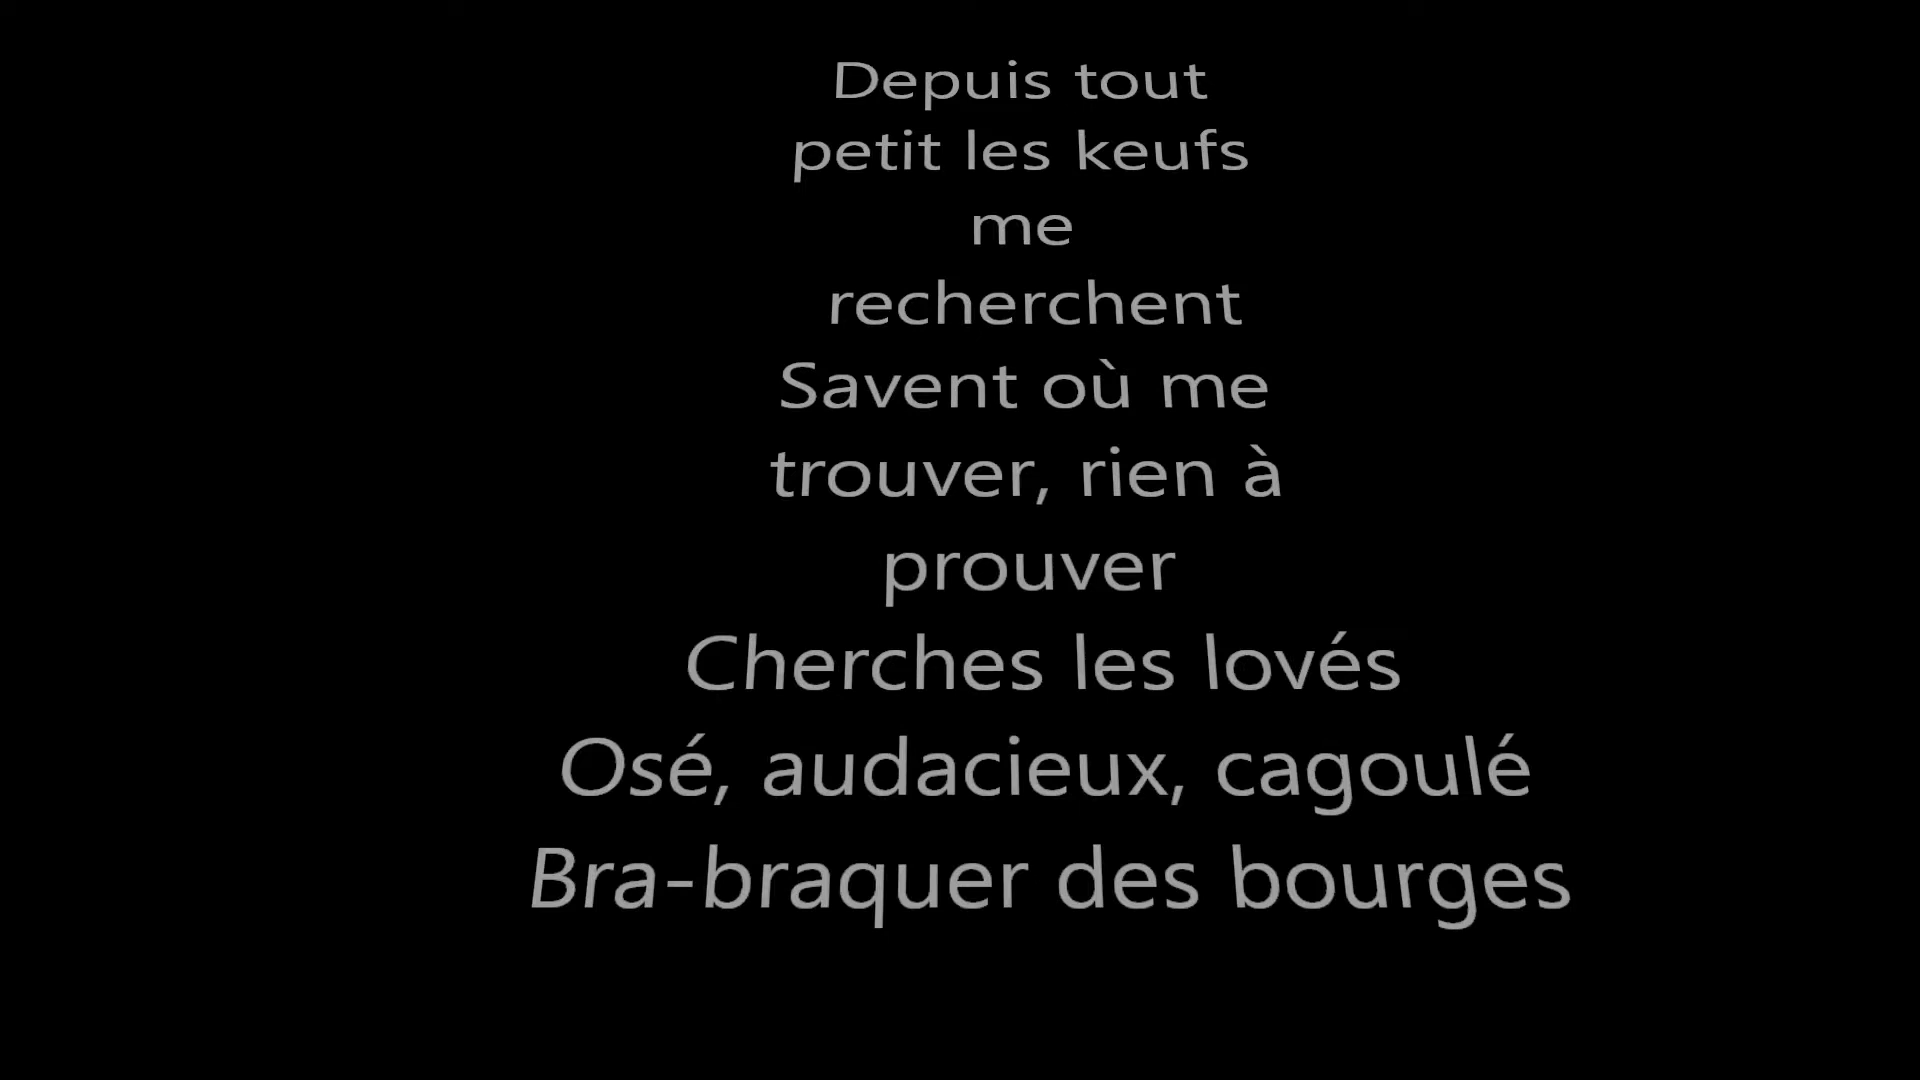 Depuis tout
petit les keufs
me
recherchent
Savent où me
trouver, rien à
prouver
Cherches les lovés
Osé, audacieux, cagoulé
Bra-braquer des bourges